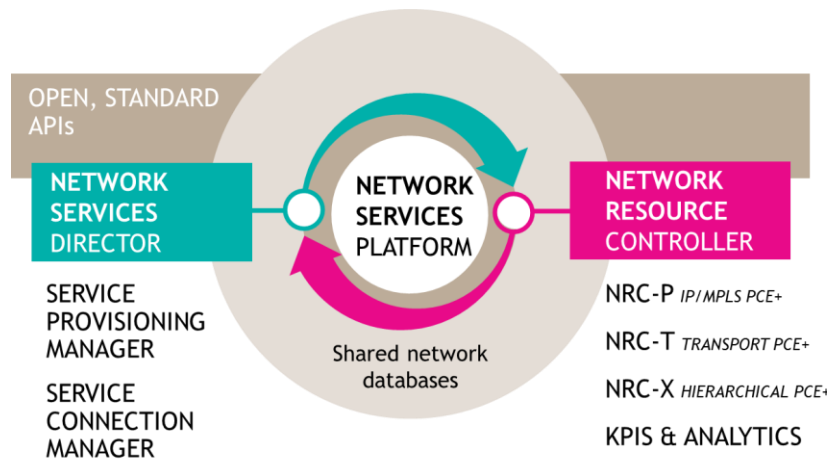 OPEN, STANDARD
APIs
NETWORK
SERVICES
DIRECTOR
SERVICE
PROVISIONING
MANAGER
SERVICE
CONNECTION
MANAGER
NETWORK
SERVICES
PLATFORM
Shared network
databases
NETWORK
RESOURCE
CONTROLLER
NRC-P IP/MPLS PCE+
NRC-T TRANSPORT PCE+
NRC-X HIERARCHICAL PCE+
KPIS & ANALYTICS